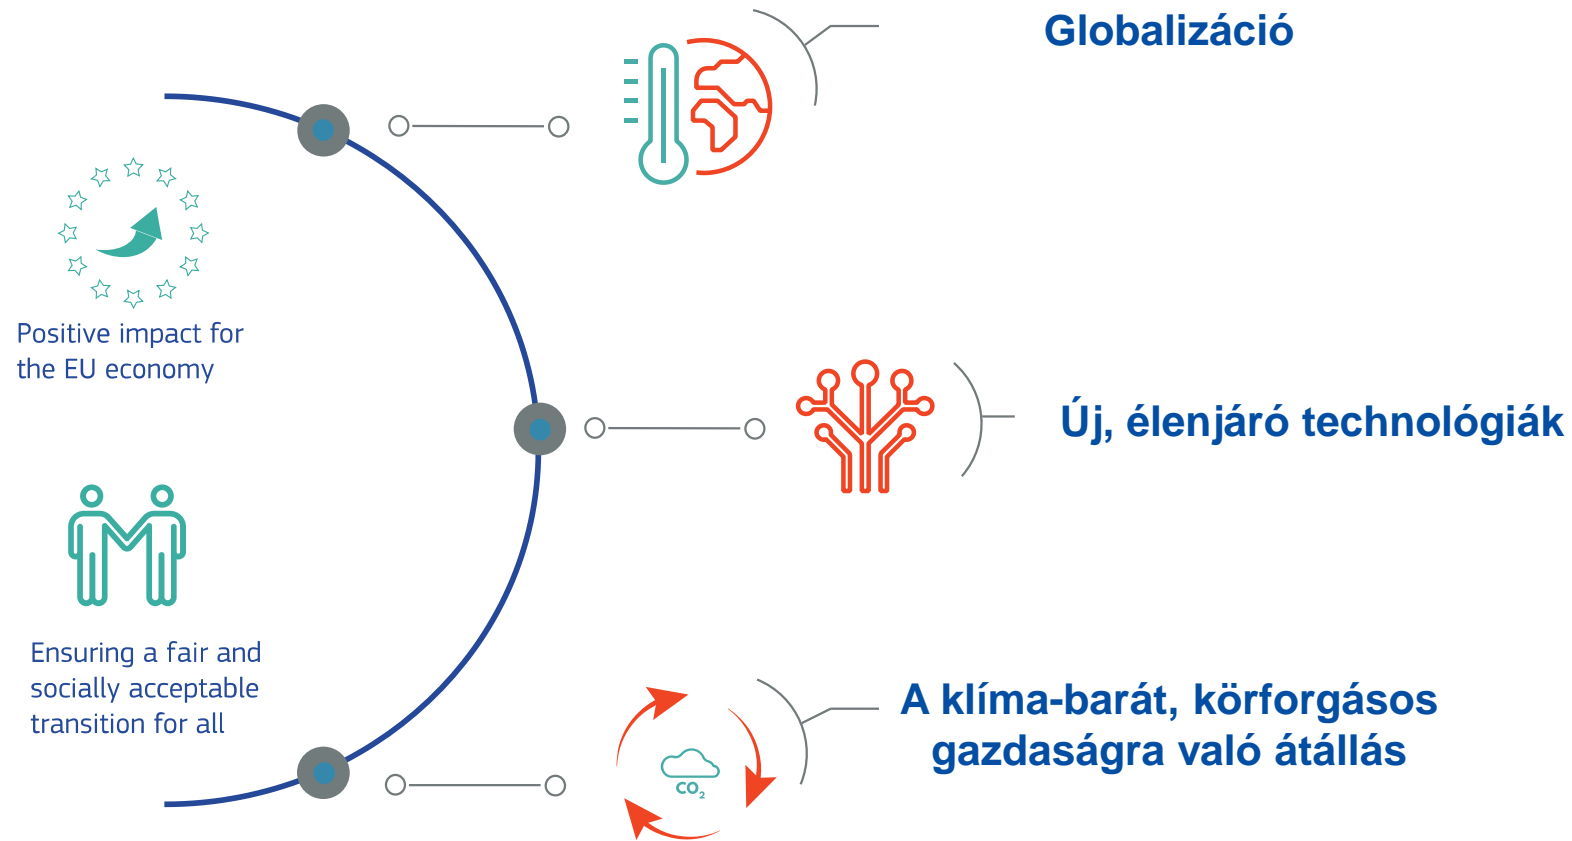 Globalizáció
Positive impact for
the EU economy
Új, élenjáró technológiák
Ensuring a fair and
socially acceptable
transition for all
A klíma-barát, körforgásos
gazdaságra való átállás
CO₂